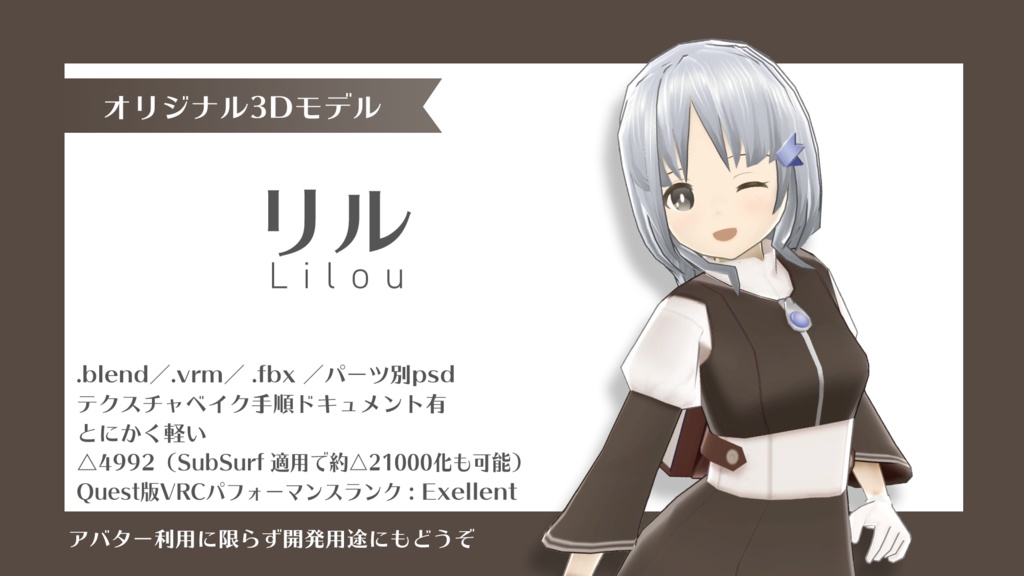 オリジナル3Dモデル
リル
Lilou
.blend／.vrm／ .fbx ／パーツ別psd
テクスチャベイク手順ドキュメント有
とにかく軽い
△4992（SubSurf 適用で約△21000化も可能）
Quest版VRCパフォーマンスランク : Exellent
アバター利用に限らず開発用途にもどうぞ